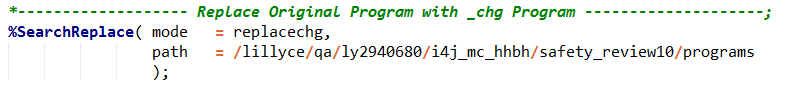 *------------------- Replace Original Program with _chg Program --------------------;
%SearchReplace( mode   = replacechg,
                path   = /lillyce/qa/ly2940680/i4j_mc_hhbh/safety_review10/programs
                );